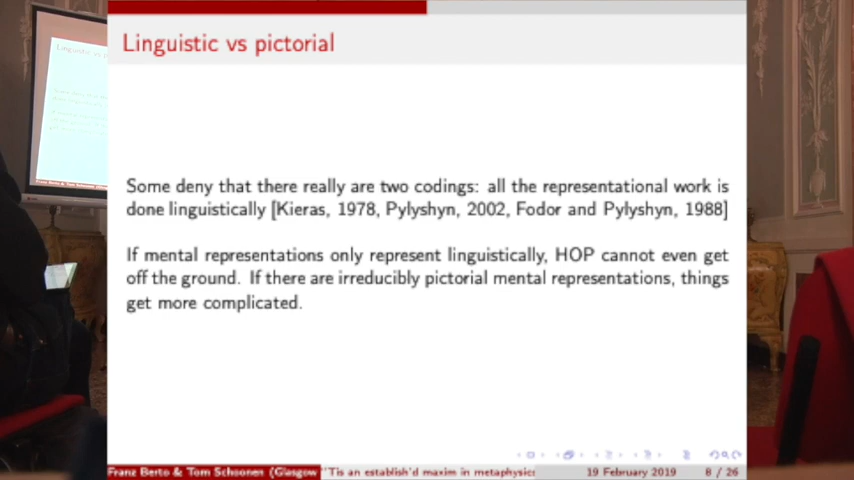 Linguistic vs pictorial
Some deny that there really are two codings: all the representational work is
done linguistically [Kieras, 1978, Pylyshyn, 2002, Fodor and Pylyshyn, 1988]
If mental representations only represent linguistically, HOP cannot even get
off the ground. If there are irreducibly pictorial mental representations, things
get more complicated.
Franz Berto & Tom Schoonen (Glasgow "Tis an establish'd maxim in metaphysics 19 February 2019 8 / 26